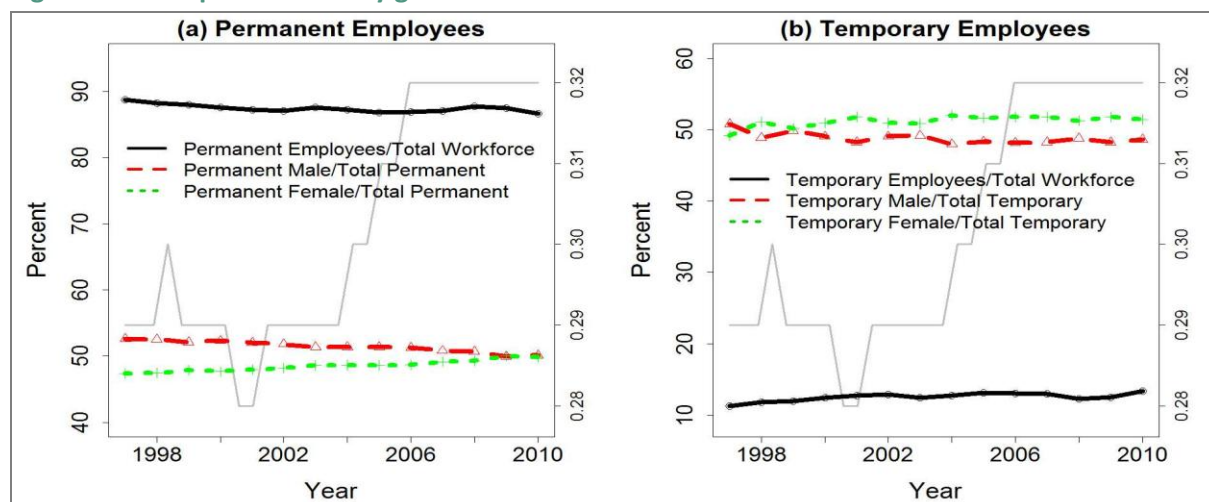 (a) Permanent Employees
Percent
90
80
70
60
50
40
Permanent Employees/Total Workforce
Permanent Male/Total Permanent
Permanent Female/Total Permanent
0.32
0.31
0.30
0.29
0.28
1998 2002 2006 2010
Year
(b) Temporary Employees
Percent
60
50
40
30
20
10
Temporary Employees/Total Workforce
Temporary Male/Total Temporary
Temporary Female/Total Temporary
0.32
0.31
0.30
0.29
0.28
1998 2002 2006 2010
Year